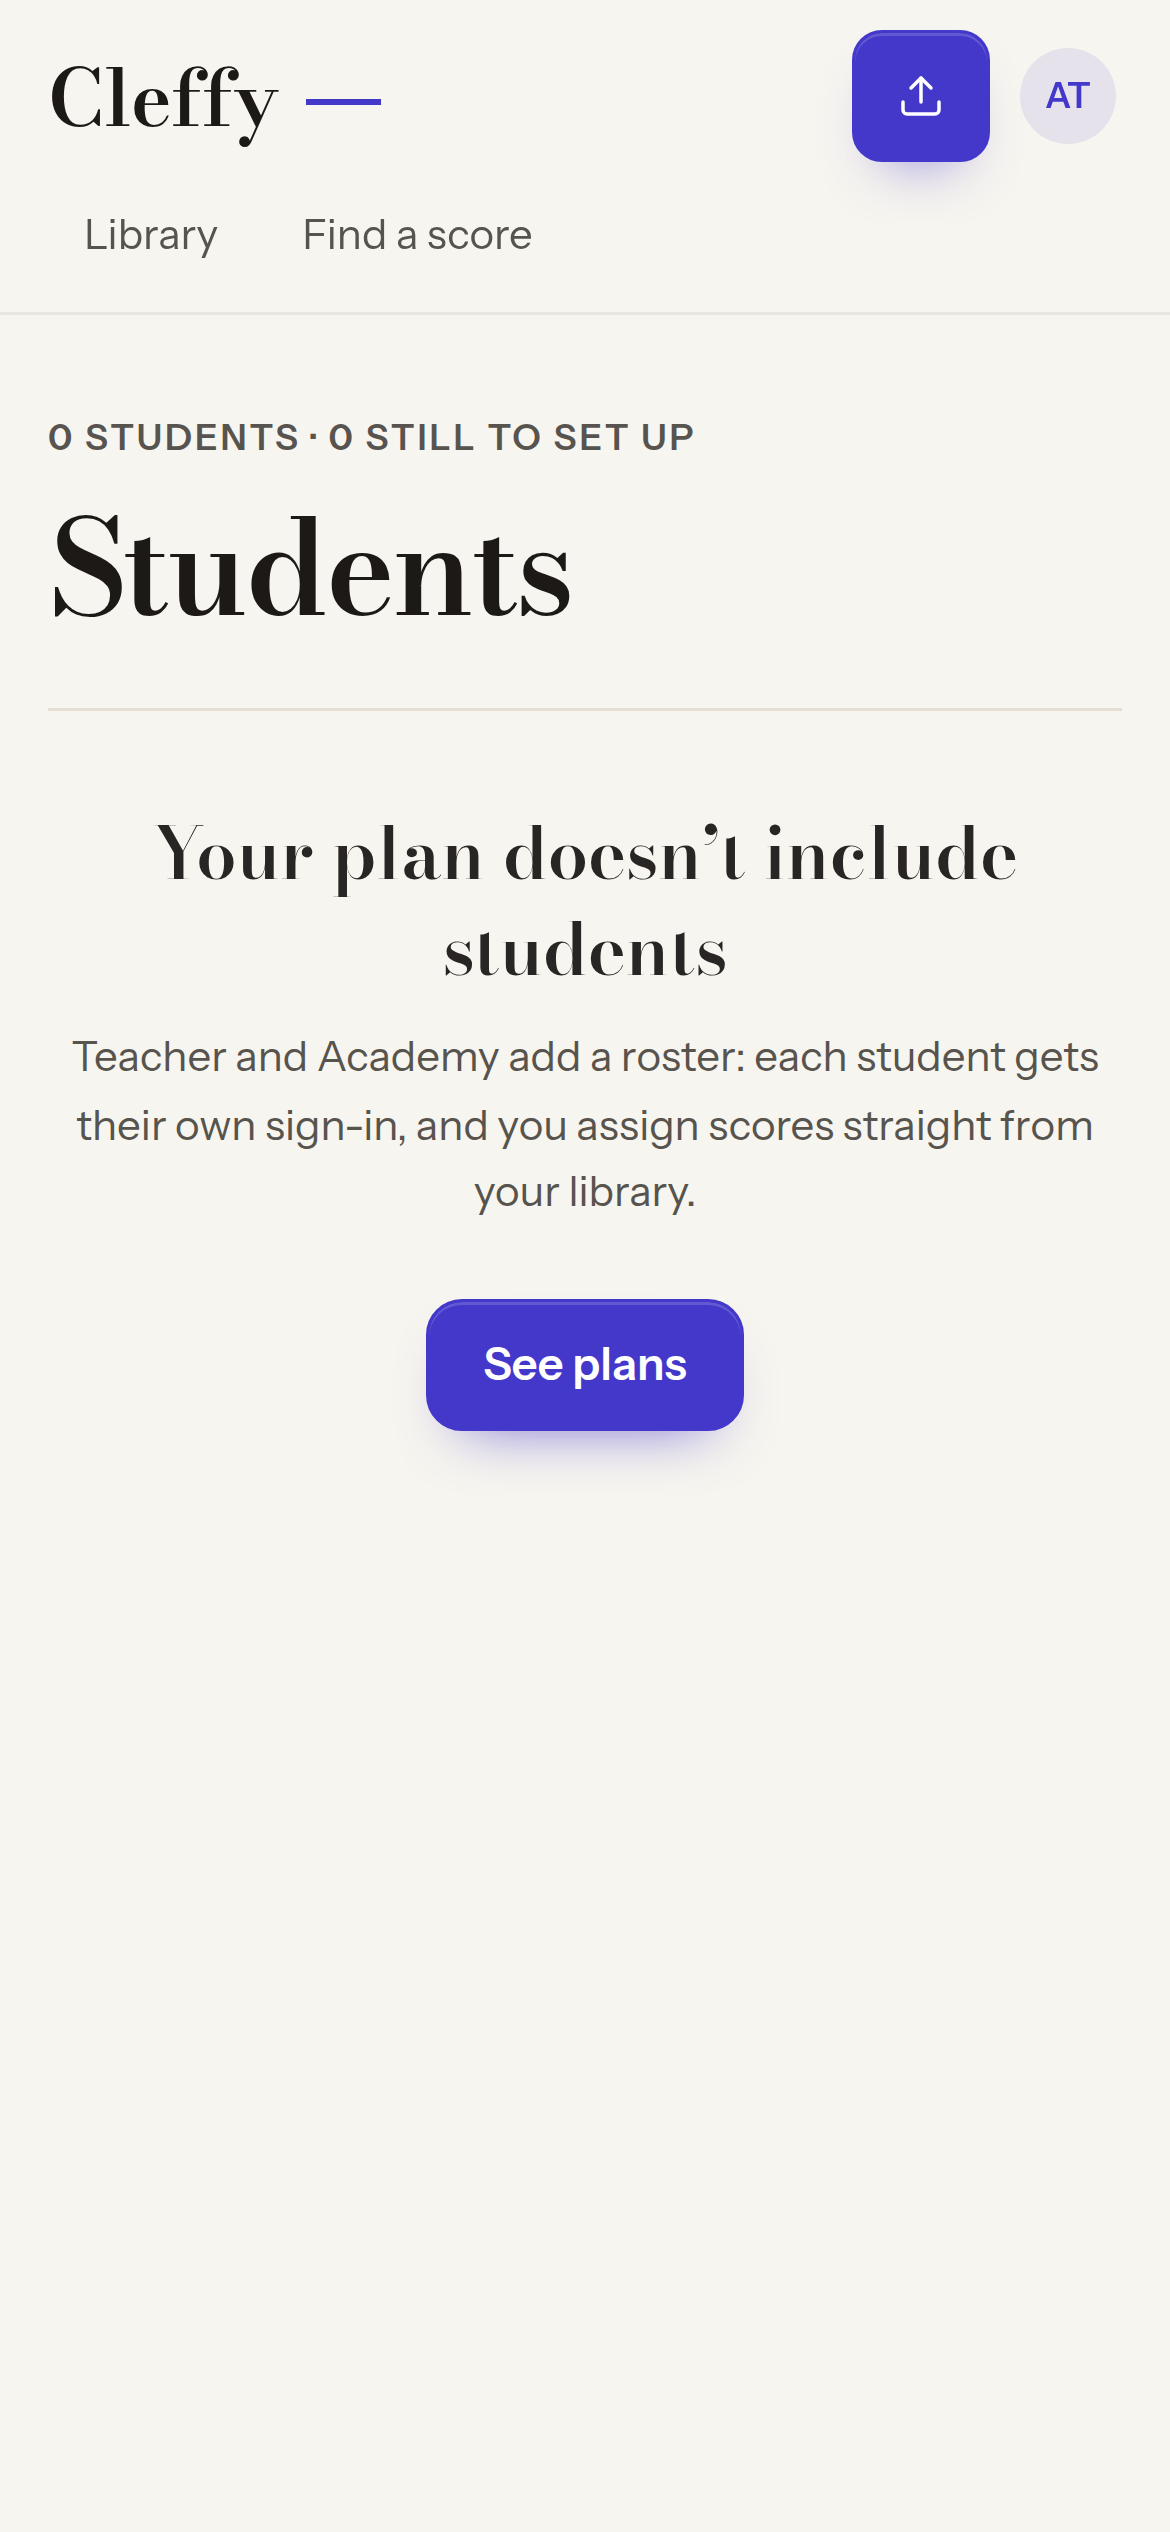 Cleffy
AT
Library
Find a score
0 STUDENTS · 0 STILL TO SET UP
Students
Your plan doesn’t include
students
Teacher and Academy add a roster: each student gets
their own sign-in, and you assign scores straight from
your library.
See plans